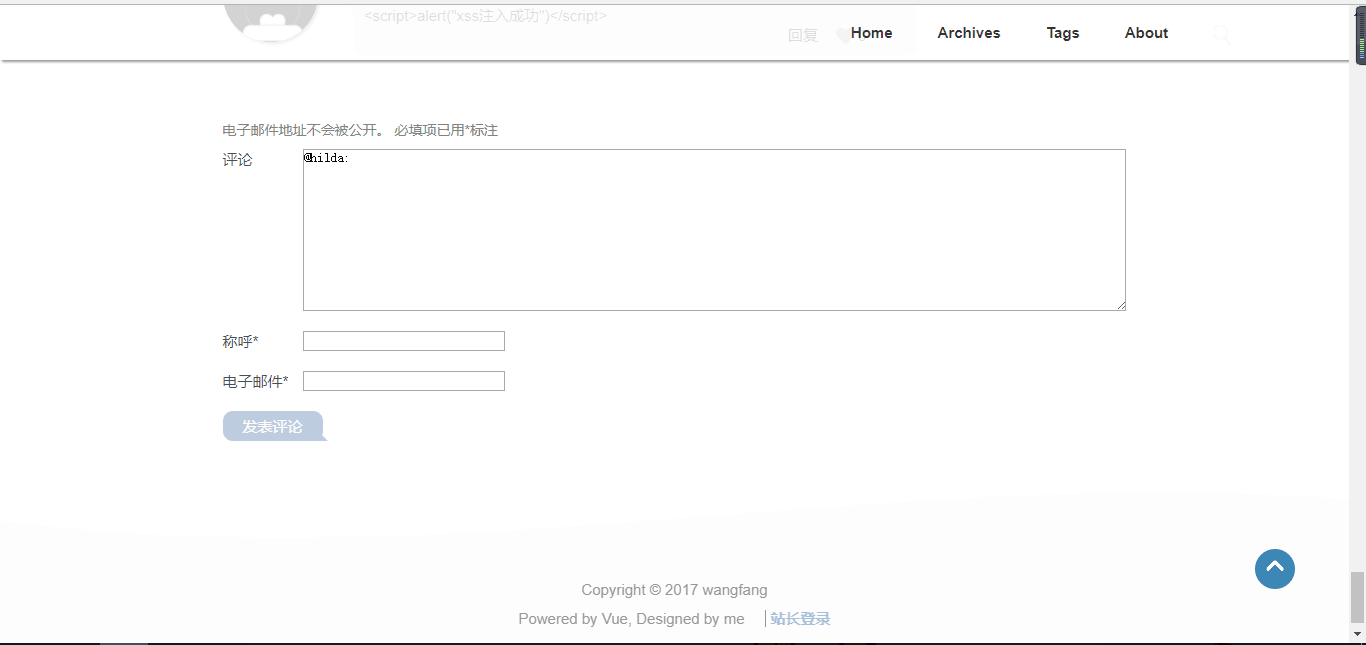 <script>alert("xss注入成功")</script>
回复 Home Archives Tags About
电子邮件地址不会被公开。 必填项已用*标注
评论 @hilda:
称呼*
电子邮件*
发表评论
Copyright © 2017 wangfang
Powered by Vue, Designed by me | 站长登录